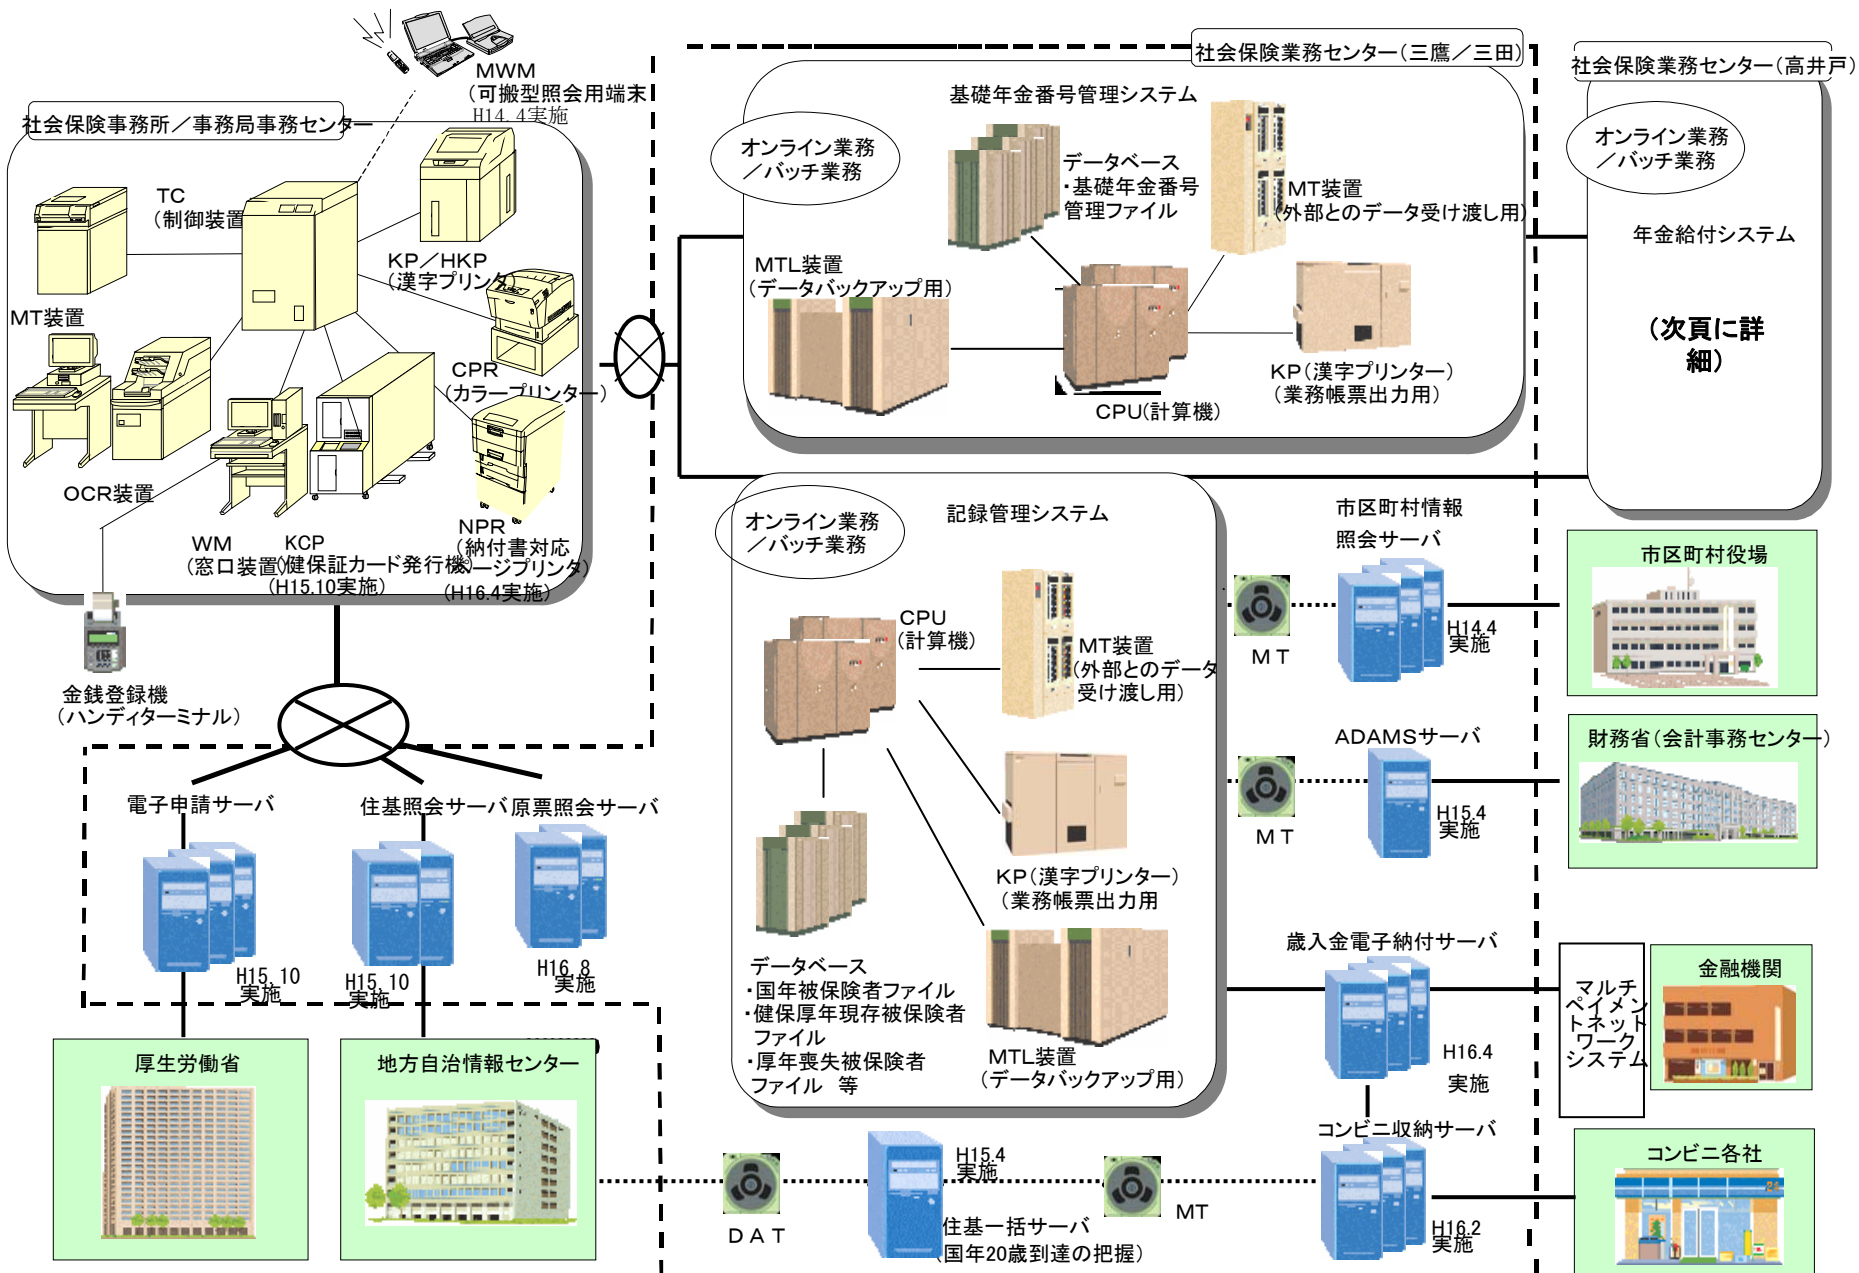 MWM
(可搬型照会用端末
H14.4実施
社会保険事務所／事務局事務センター
TC
(制御装置
KP／HKP
(漢字プリンタ
MT装置
CPR
(カラープリンター)
OCR装置
WM
(窓口装置)
KCP
(健保証カード発行機)
(H15.10実施)
NPR
(納付書対応
ページプリンタ)
(H16.4実施)
金銭登録機
(ハンディターミナル)
社会保険業務センター(三鷹／三田)
基礎年金番号管理システム
オンライン業務
／バッチ業務
データベース
・基礎年金番号
管理ファイル
MT装置
(外部とのデータ受け渡し用)
MTL装置
(データバックアップ用)
CPU(計算機)
KP(漢字プリンター)
(業務帳票出力用)
社会保険業務センター(高井戸)
オンライン業務
／バッチ業務
年金給付システム
(次頁に詳
細)
オンライン業務
／バッチ業務
記録管理システム
CPU
(計算機)
MT装置
(外部とのデータ
受け渡し用)
KP(漢字プリンター)
(業務帳票出力用
データベース
・国年被保険者ファイル
・健保厚年現存被保険者
ファイル
・厚年喪失被保険者
ファイル 等
MTL装置
(データバックアップ用)
市区町村情報
照会サーバ
MT
H14.4
実施
市区町村役場
ADAMSサーバ
MT
H15.4
実施
財務省(会計事務センター)
歳入金電子納付サーバ
H16.4
実施
マルチ
ペイメン
トネット
ワーク
システム
金融機関
コンビニ収納サーバ
H16.2
実施
コンビニ各社
電子申請サーバ
H15.10
実施
住基照会サーバ
H15.10
実施
原票照会サーバ
H16.8
実施
厚生労働省
地方自治情報センター
DAT
H15.4
実施
住基一括サーバ
(国年20歳到達の把握)
MT